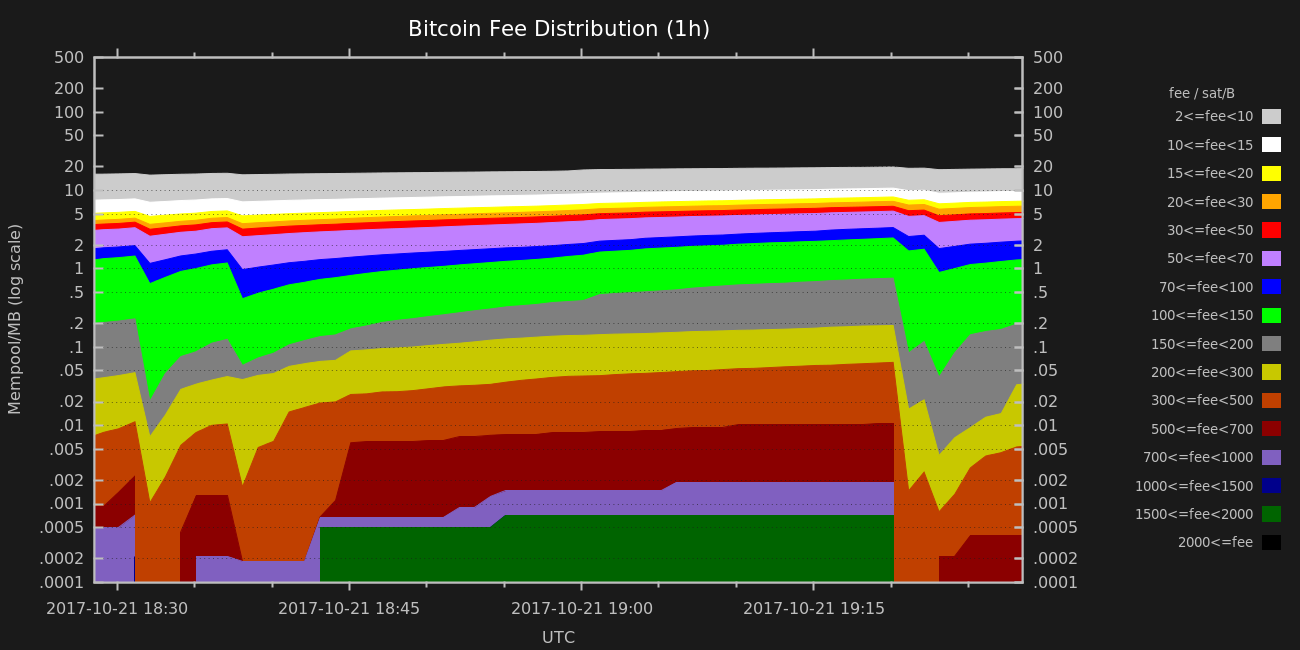 Bitcoin Fee Distribution (1h)
500
200
100
50
20
10
5
2
1
.5
.2
.1
.05
.02
.01
.005
.002
.001
.0005
.0002
.0001
Mempool/MB (log scale)
500
200
100
50
20
10
5
2
1
.5
.2
.1
.05
.02
.01
.005
.002
.001
.0005
.0002
.0001
2017-10-21 18:30 2017-10-21 18:45 2017-10-21 19:00 2017-10-21 19:15
UTC
fee / sat/B
2<=fee<10
10<=fee<15
15<=fee<20
20<=fee<30
30<=fee<50
50<=fee<70
70<=fee<100
100<=fee<150
150<=fee<200
200<=fee<300
300<=fee<500
500<=fee<700
700<=fee<1000
1000<=fee<1500
1500<=fee<2000
2000<=fee